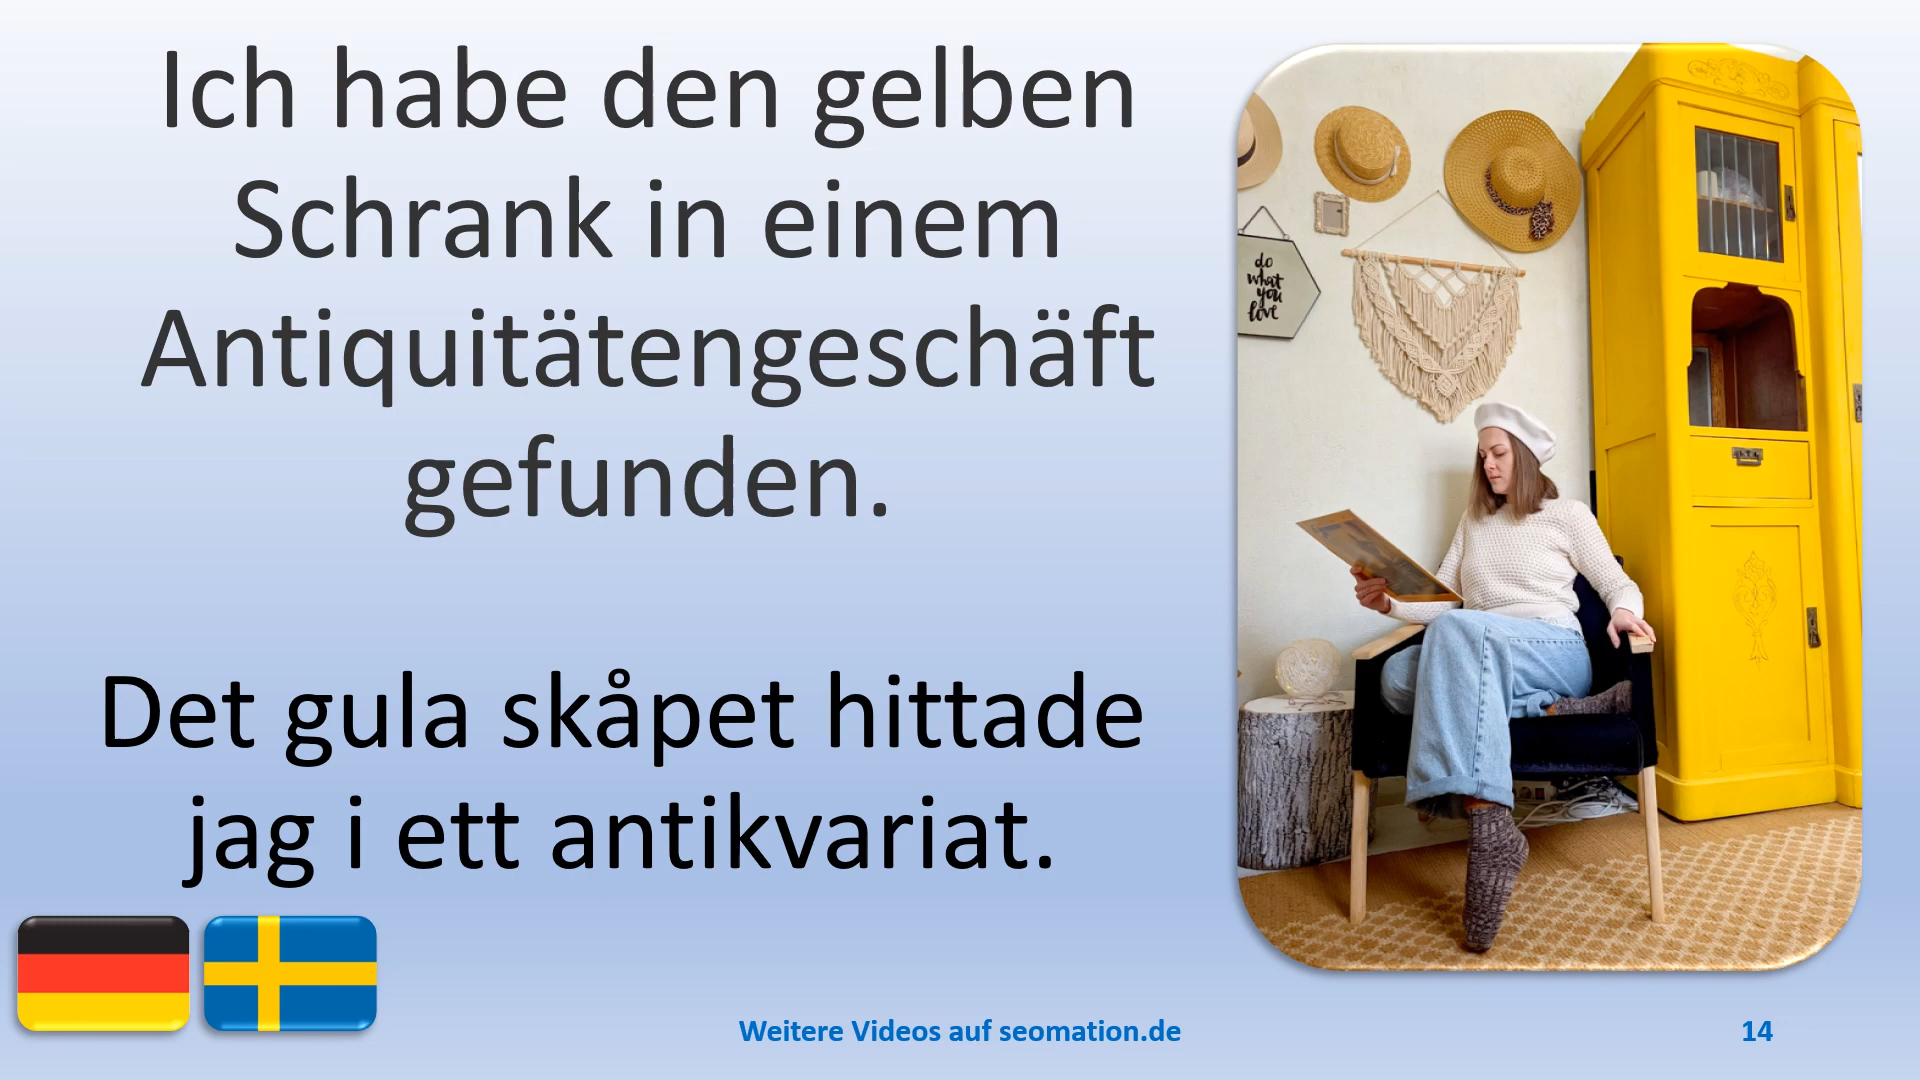 Ich habe den gelben
Schrank in einem
Antiquitätengeschäft
gefunden.
Det gula skåpet hittade
jag i ett antikvariat.
do
what
you
love
Weitere Videos auf seomation.de
14